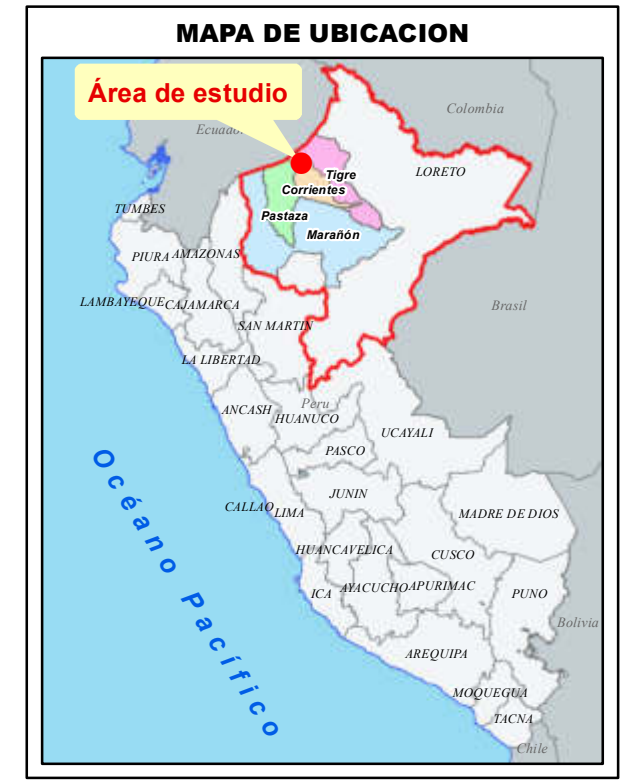 MAPA DE UBICACION
Área de estudio
Colombia
Ecuador
LORETO
Tigre
Corrientes
Pastaza
Marañón
TUMBES
PIURA
AMAZONAS
Brasil
LAMBAYEQUE
CAJAMARCA
SAN MARTIN
LA LIBERTAD
Peru
ANCASH
HUANUCO
UCAYALI
PASCO
Océano Pacífico
JUNIN
CALLAO
LIMA
MADRE DE DIOS
HUANCAVELICA
CUSCO
ICA
AYACUCHO
APURIMAC
PUNO
Bolivia
AREQUIPA
MOQUEGUA
TACNA
Chile